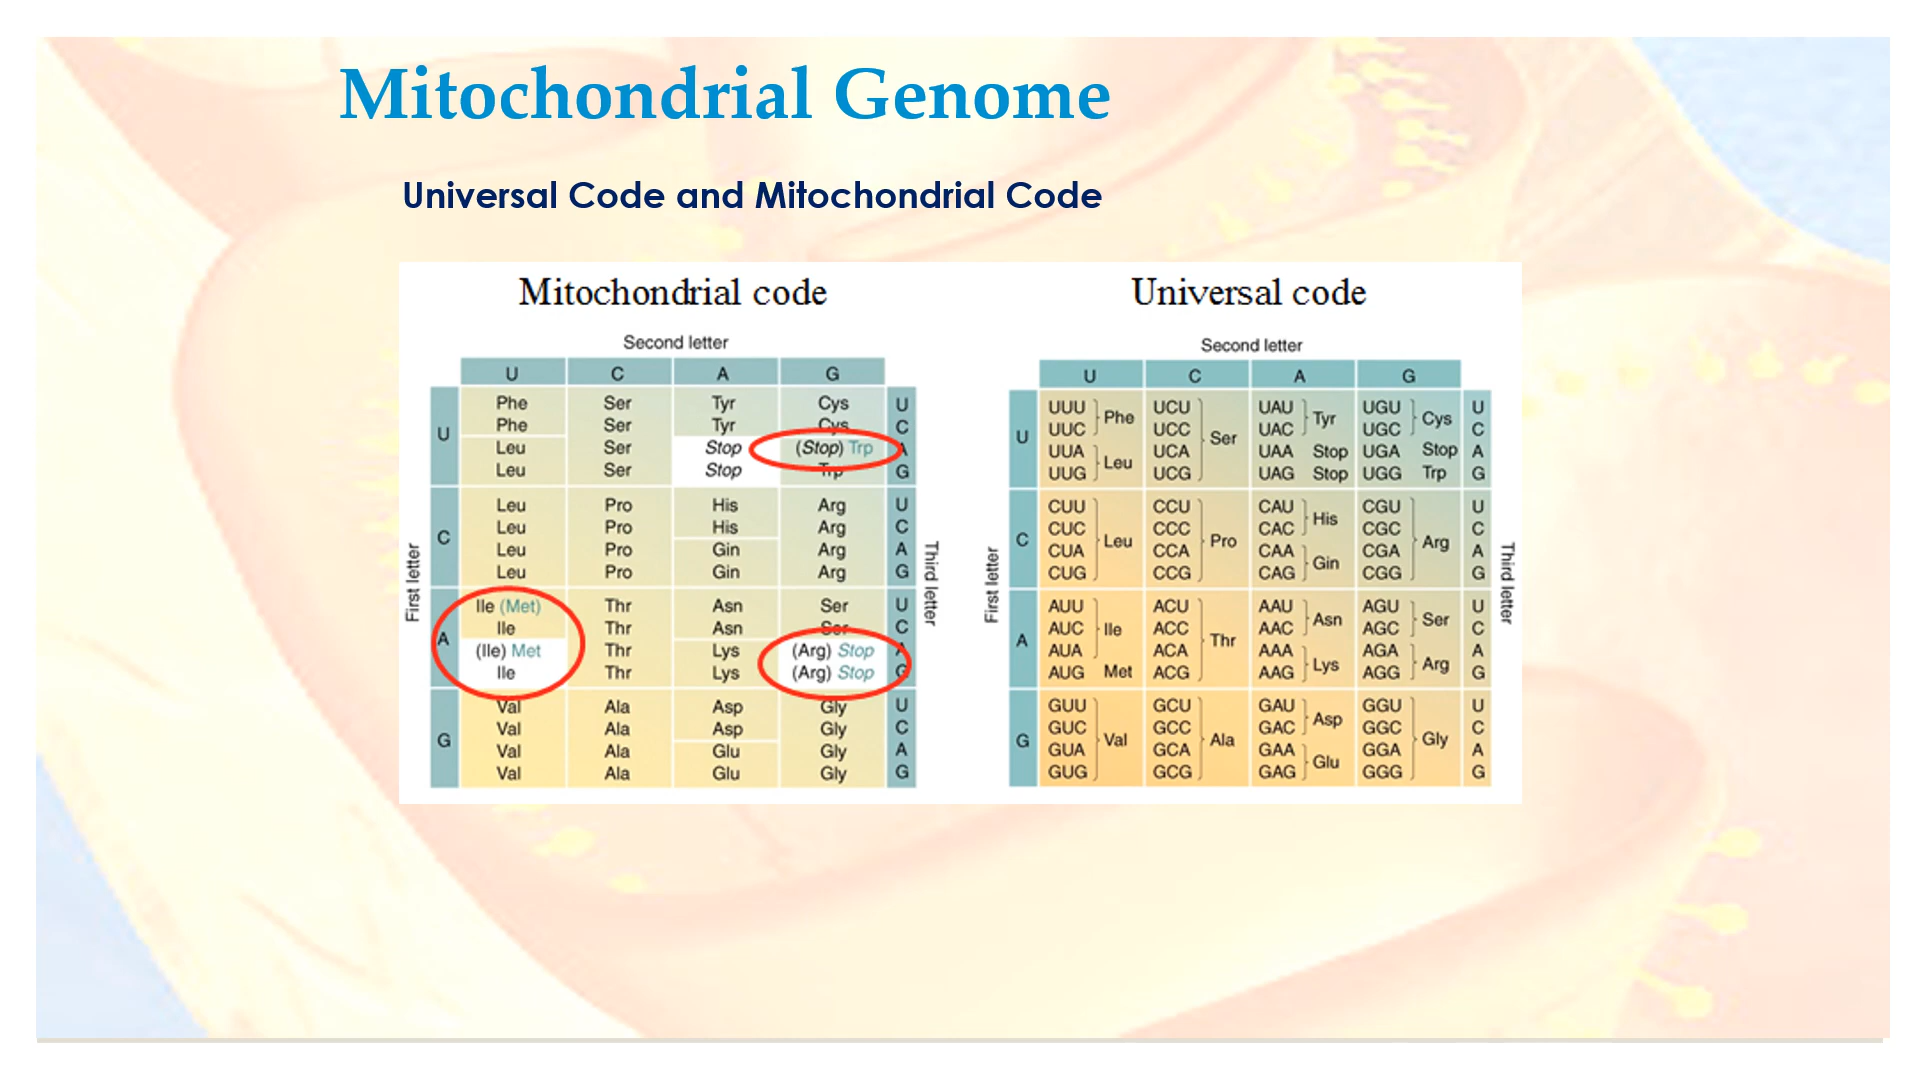 Mitochondrial Genome
Universal Code and Mitochondrial Code
Mitochondrial code
Second letter
U C A G
First letter
U
Phe Ser Tyr Cys U
Phe Ser Tyr Cys C
Leu Ser Stop (Stop) Trp A
Leu Ser Stop Trp G
C
Leu Pro His Arg U
Leu Pro His Arg C
Leu Pro Gin Arg A
Leu Pro Gin Arg G
A
Ile (Met) Thr Asn Ser U
Ile Thr Asn Ser C
(Ile) Met Thr Lys (Arg) Stop A
Ile Thr Lys (Arg) Stop G
G
Val Ala Asp Gly U
Val Ala Asp Gly C
Val Ala Glu Gly A
Val Ala Glu Gly G
Third letter
Universal code
Second letter
U C A G
First letter
U
UUU UCU UAU UGU U
Phe Tyr Cys
UUC UCC UAC UGC C
Ser
UUA UCA UAA Stop UGA Stop A
Leu
UUG UCG UAG Stop UGG Trp G
C
CUU CCU CAU CGU U
His
CUC CCC CAC CGC C
Leu Pro Arg
CUA CCA CAA CGA A
Gin
CUG CCG CAG CGG G
A
AUU ACU AAU AGU U
Asn Ser
AUC ACC AAC AGC C
Ile Thr
AUA ACA AAA AGA A
Lys Arg
AUG Met ACG AAG AGG G
G
GUU GCU GAU GGU U
Asp
GUC GCC GAC GGC C
Val Ala Gly
GUA GCA GAA GGA A
Glu
GUG GCG GAG GGG G
Third letter